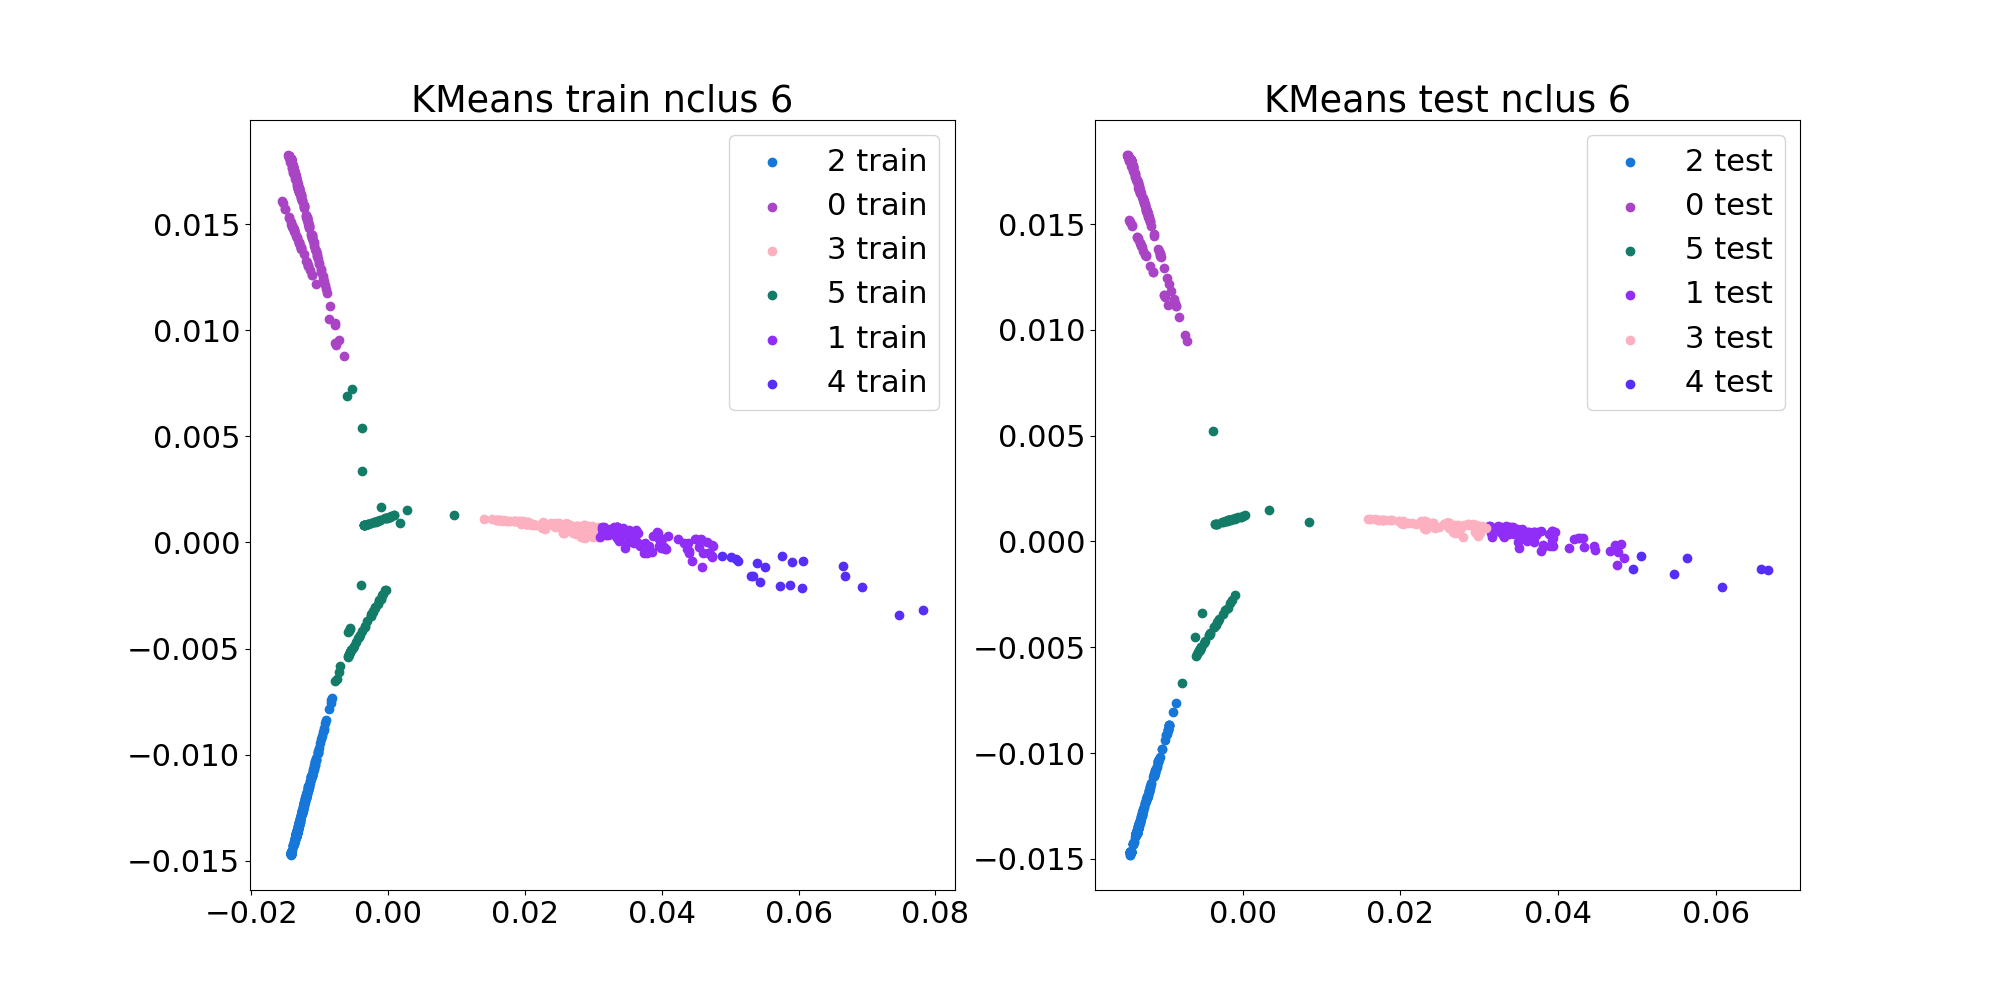 KMeans train nclus 6
2 train
0 train
3 train
5 train
1 train
4 train
0.015
0.010
0.005
0.000
−0.005
−0.010
−0.015
−0.02 0.00 0.02 0.04 0.06 0.08
KMeans test nclus 6
2 test
0 test
5 test
1 test
3 test
4 test
0.015
0.010
0.005
0.000
−0.005
−0.010
−0.015
0.00 0.02 0.04 0.06